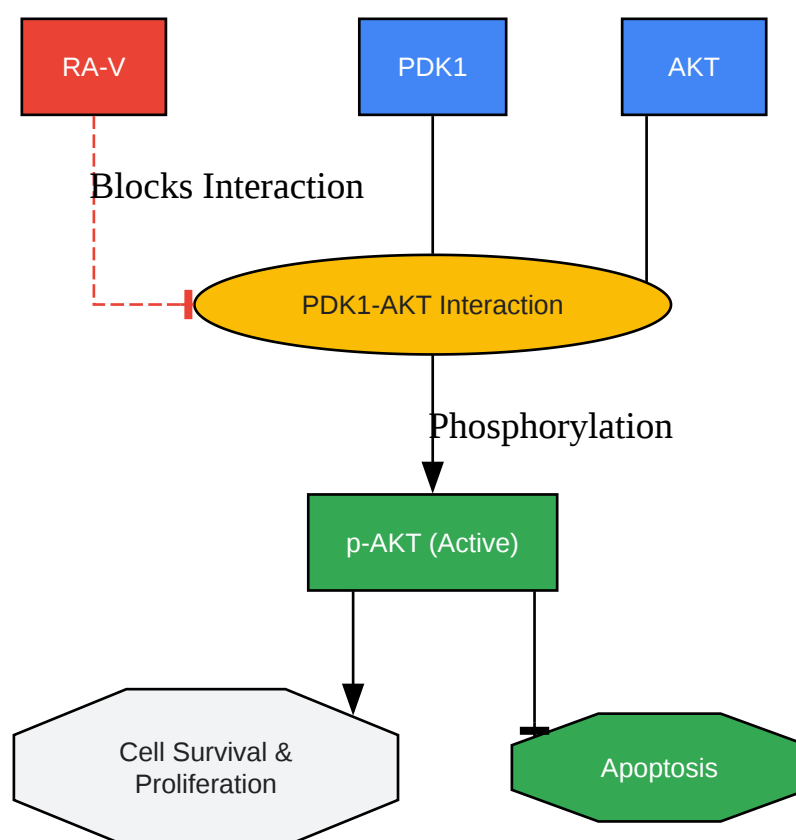 RA-V
PDK1
AKT
Blocks Interaction
PDK1-AKT Interaction
Phosphorylation
p-AKT (Active)
Cell Survival &
Proliferation
Apoptosis